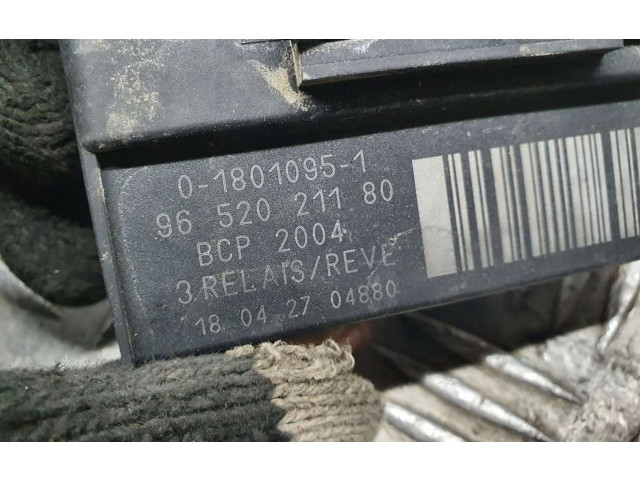 0-1801095-1
96 520 211 80
BCP 2004
3 RELAIS/REVE
18 04 27 04880